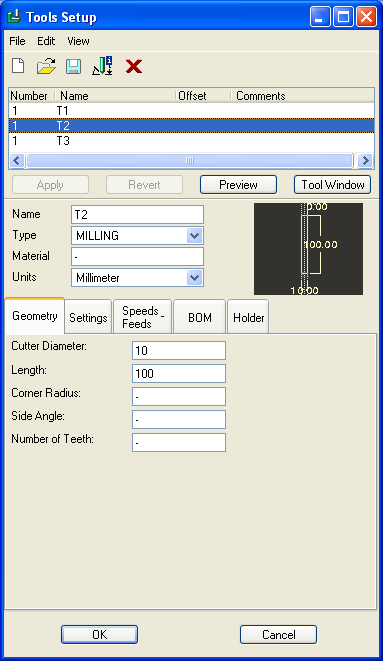 Tools Setup
File Edit View
Number Name Offset Comments
1 T1
1 T2
1 T3
Apply Revert Preview Tool Window
Name T2
Type MILLING
Material -
Units Millimeter
0.00
100.00
10.00
Geometry Settings Speeds - Feeds BOM Holder
Cutter Diameter: 10
Length: 100
Corner Radius: -
Side Angle: -
Number of Teeth: -
OK Cancel